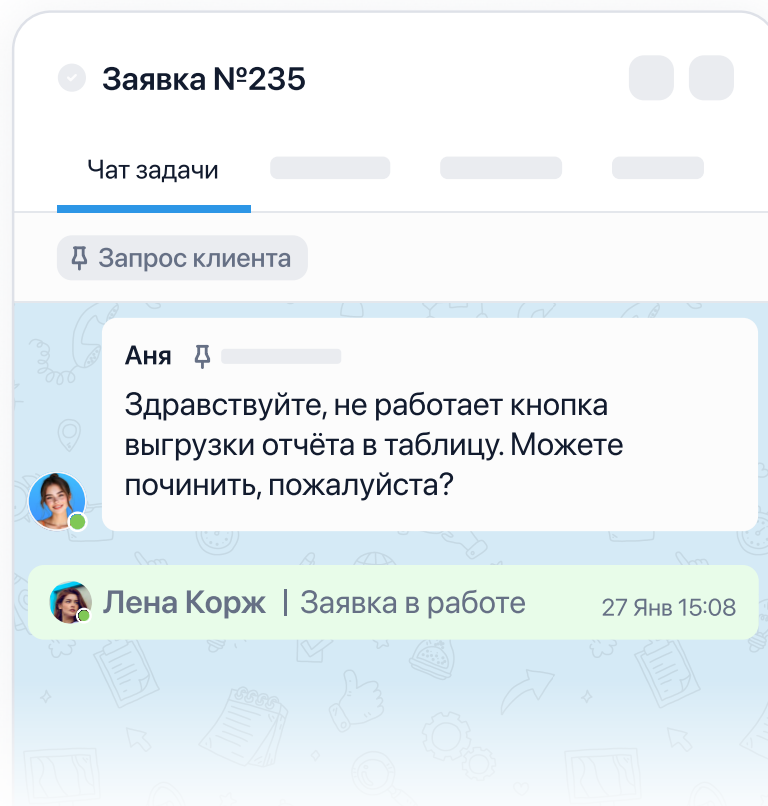 Заявка №235
Чат задачи
Запрос клиента
Аня
Здравствуйте, не работает кнопка
выгрузки отчёта в таблицу. Можете
починить, пожалуйста?
Лена Корж | Заявка в работе 27 Янв 15:08